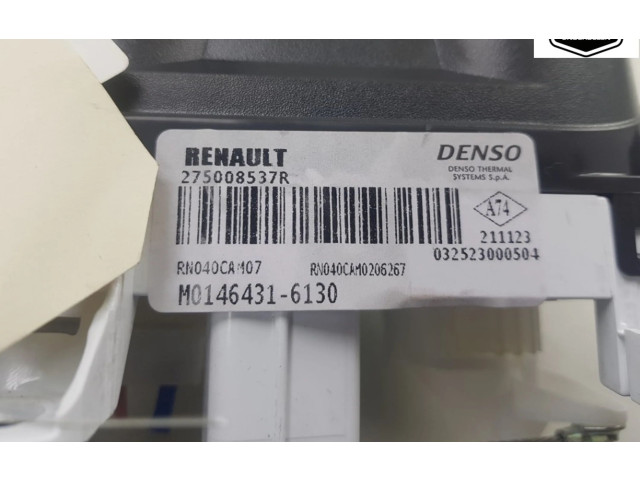 RENAULT
275008537R
DENSO
DENSO THERMAL
SYSTEMS S.p.A.
A74
211123
032523000504
RN040CAM07
RN040CAM0206267
M0146431-6130